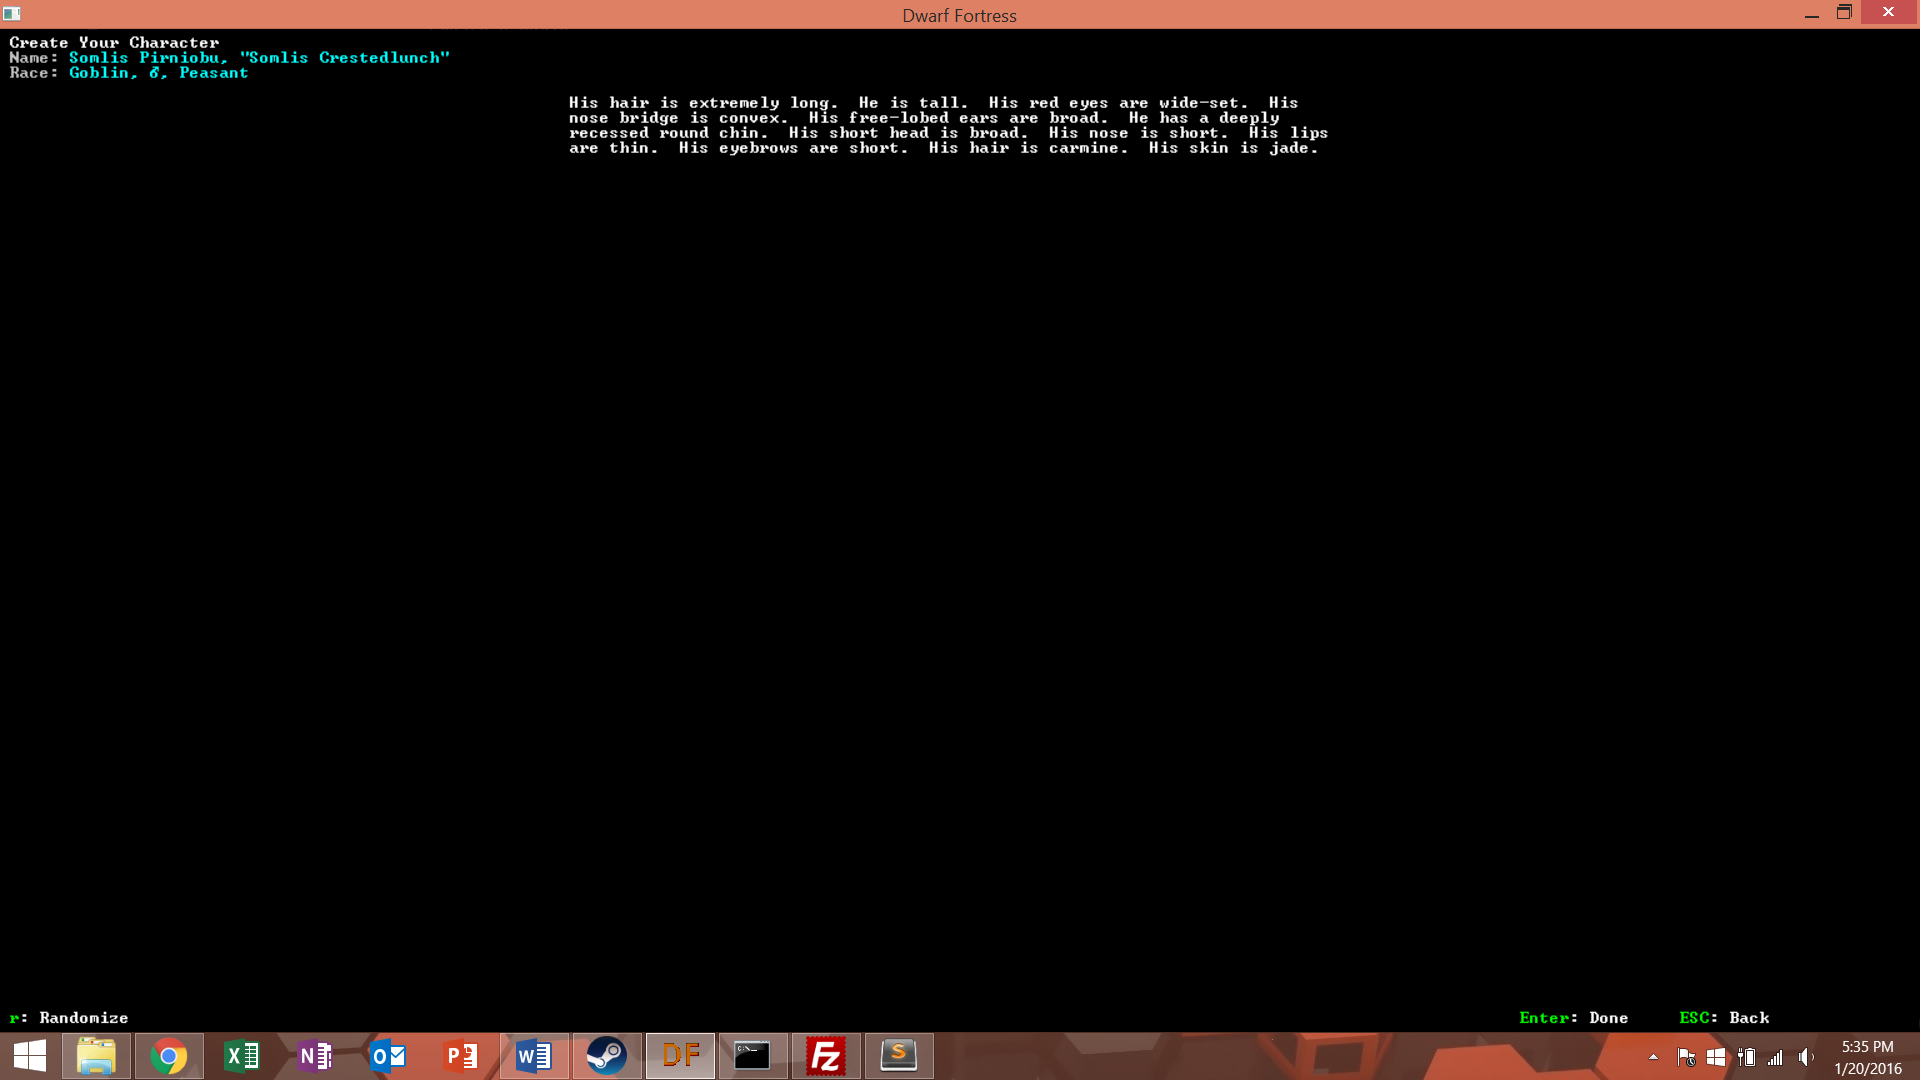 Dwarf Fortress
Create Your Character
Name: Somlis Pirniobu, "Somlis Crestedlunch"
Race: Goblin, ♂, Peasant
His hair is extremely long.  He is tall.  His red eyes are wide-set.  His
nose bridge is convex.  His free-lobed ears are broad.  He has a deeply
recessed round chin.  His short head is broad.  His nose is short.  His lips
are thin.  His eyebrows are short.  His hair is carmine.  His skin is jade.
r: Randomize
Enter: Done
ESC: Back
DF
5:35 PM
1/20/2016